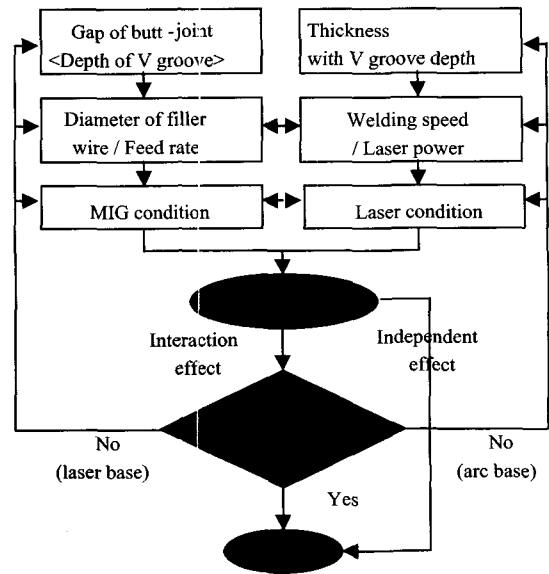 Gap of butt -joint
<Depth of V groove>
Thickness
with V groove depth
Diameter of filler
wire / Feed rate
Welding speed
/ Laser power
MIG condition
Laser condition
Interaction
effect
Independent
effect
No
(laser base)
No
(arc base)
Yes